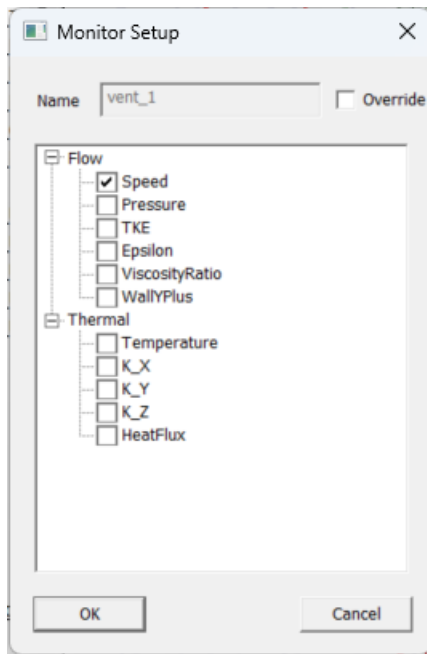 Monitor Setup
Name vent_1 Override
Flow
Speed
Pressure
TKE
Epsilon
ViscosityRatio
WallYPlus
Thermal
Temperature
K_X
K_Y
K_Z
HeatFlux
OK Cancel